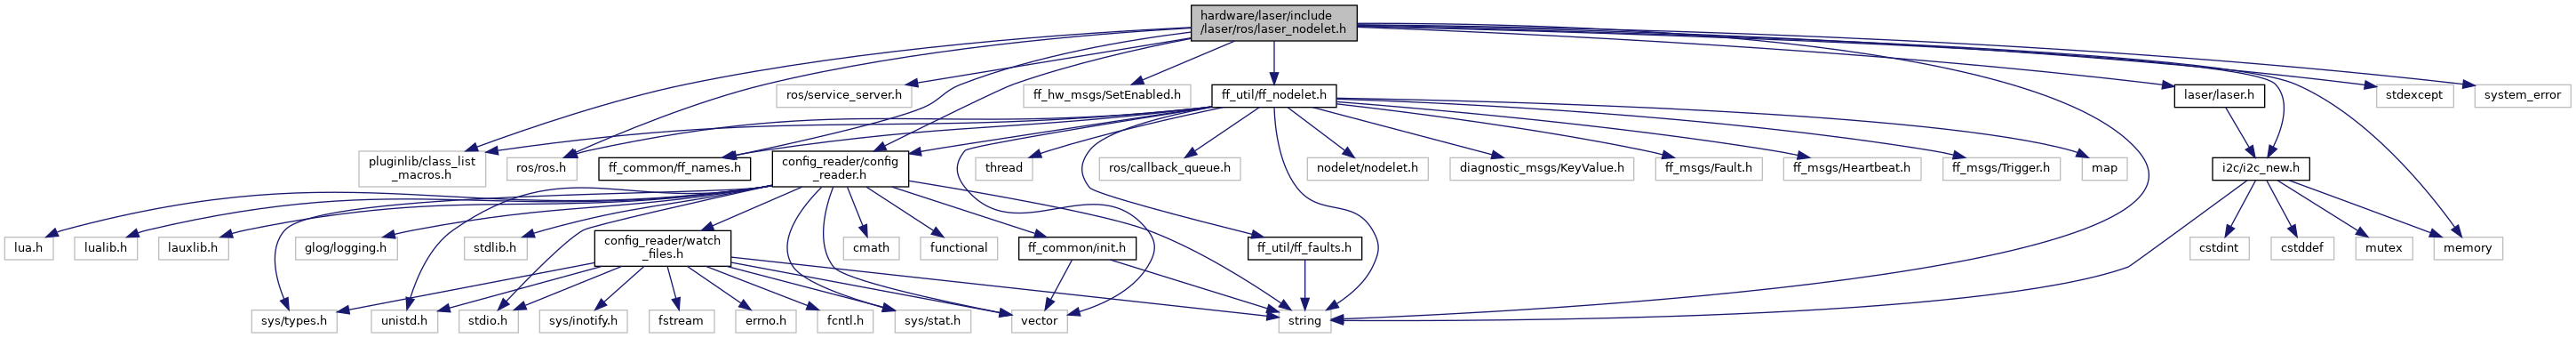 hardware/laser/include
/laser/ros/laser_nodelet.h
ros/service_server.h
ff_hw_msgs/SetEnabled.h
ff_util/ff_nodelet.h
laser/laser.h
stdexcept
system_error
pluginlib/class_list
_macros.h
ros/ros.h
ff_common/ff_names.h
config_reader/config
_reader.h
thread
ros/callback_queue.h
nodelet/nodelet.h
diagnostic_msgs/KeyValue.h
ff_msgs/Fault.h
ff_msgs/Heartbeat.h
ff_msgs/Trigger.h
map
i2c/i2c_new.h
lua.h
lualib.h
lauxlib.h
glog/logging.h
stdlib.h
config_reader/watch
_files.h
cmath
functional
ff_common/init.h
ff_util/ff_faults.h
cstdint
cstddef
mutex
memory
sys/types.h
unistd.h
stdio.h
sys/inotify.h
fstream
errno.h
fcntl.h
sys/stat.h
vector
string